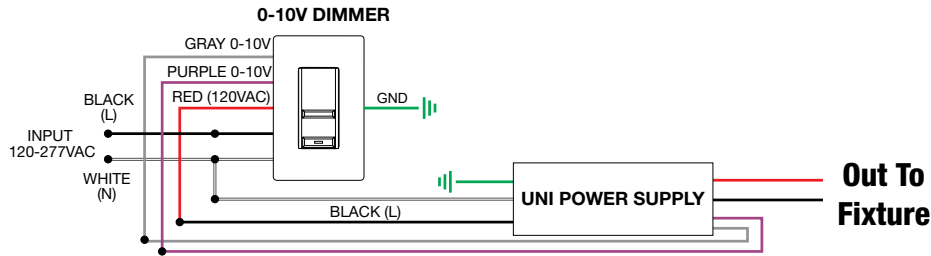 0-10V DIMMER
GRAY 0-10V
PURPLE 0-10V
RED (120VAC)
BLACK
(L)
GND
INPUT
120-277VAC
WHITE
(N)
BLACK (L)
UNI POWER SUPPLY
Out To
Fixture